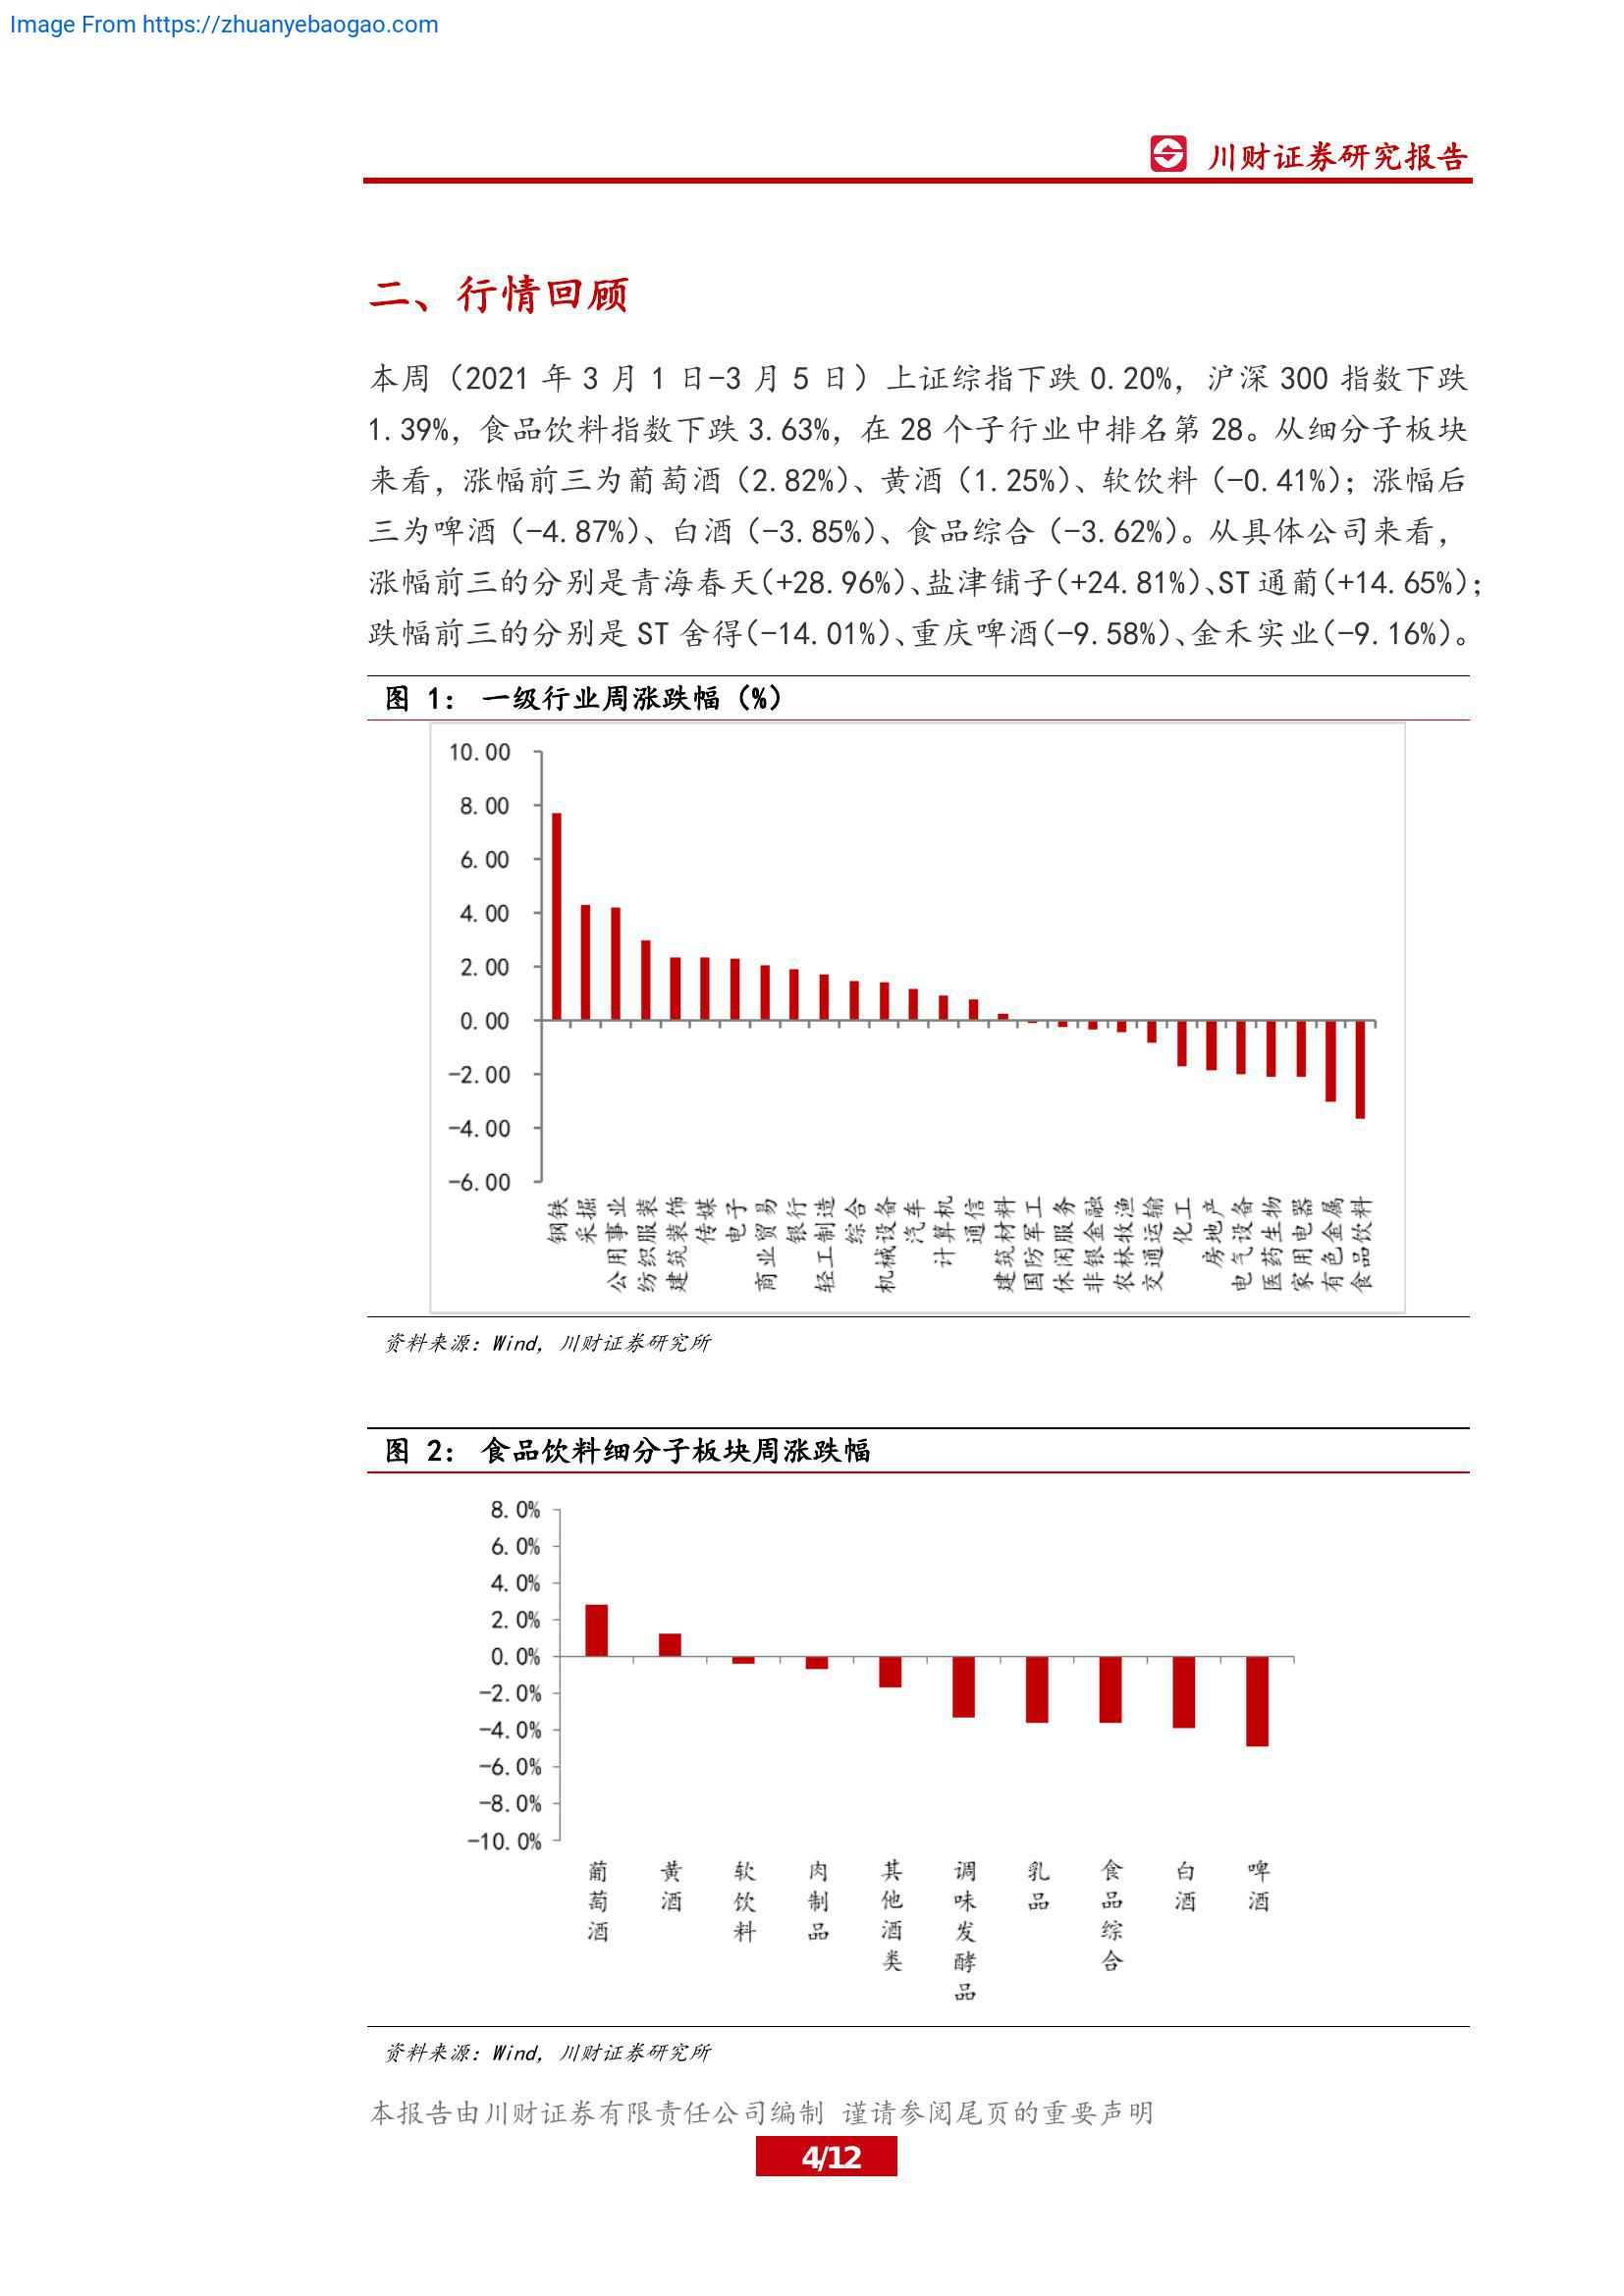 Image From https://zhuanyebaogao.com
川财证券研究报告
二、行情回顾
本周（2021 年 3 月 1 日-3 月 5 日）上证综指下跌 0.20%，沪深 300 指数下跌
1.39%，食品饮料指数下跌 3.63%，在 28 个子行业中排名第 28。从细分子板块
来看，涨幅前三为葡萄酒（2.82%）、黄酒（1.25%）、软饮料（-0.41%）；涨幅后
三为啤酒（-4.87%）、白酒（-3.85%）、食品综合（-3.62%）。从具体公司来看，
涨幅前三的分别是青海春天(+28.96%)、盐津铺子(+24.81%)、ST 通葡(+14.65%)；
跌幅前三的分别是 ST 舍得(-14.01%)、重庆啤酒(-9.58%)、金禾实业(-9.16%)。
图 1： 一级行业周涨跌幅（%）
10.00
8.00
6.00
4.00
2.00
0.00
-2.00
-4.00
-6.00
钢铁
采掘
公用事业
纺织服装
建筑装饰
传媒
电子
商业贸易
银行
轻工制造
综合
机械设备
汽车
计算机
通信
建筑材料
国防军工
休闲服务
非银金融
农林牧渔
交通运输
化工
房地产
电气设备
医药生物
家用电器
有色金属
食品饮料
资料来源：Wind，川财证券研究所
图 2： 食品饮料细分子板块周涨跌幅
8.0%
6.0%
4.0%
2.0%
0.0%
-2.0%
-4.0%
-6.0%
-8.0%
-10.0%
葡萄酒
黄酒
软饮料
肉制品
其他酒类
调味发酵品
乳品
食品综合
白酒
啤酒
资料来源：Wind，川财证券研究所
本报告由川财证券有限责任公司编制 谨请参阅尾页的重要声明
4/12